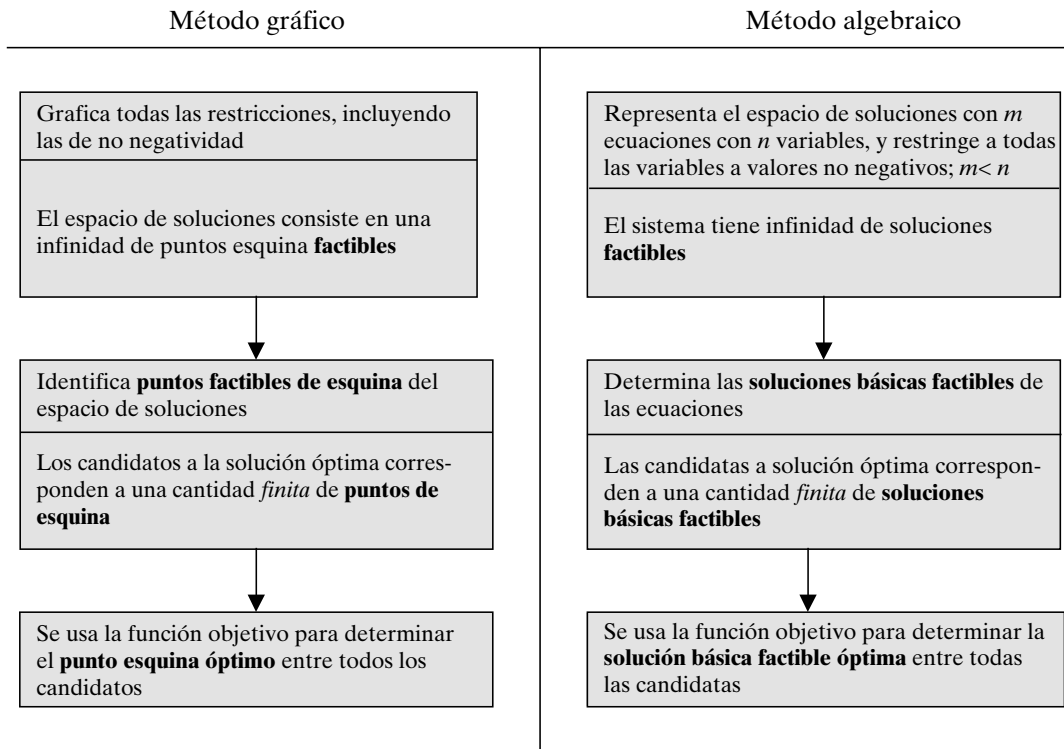 Método gráfico
Grafica todas las restricciones, incluyendo
las de no negatividad
El espacio de soluciones consiste en una
infinidad de puntos esquina factibles
Identifica puntos factibles de esquina del
espacio de soluciones
Los candidatos a la solución óptima corres-
ponden a una cantidad finita de puntos de
esquina
Se usa la función objetivo para determinar
el punto esquina óptimo entre todos los
candidatos
Método algebraico
Representa el espacio de soluciones con m
ecuaciones con n variables, y restringe a todas
las variables a valores no negativos; m< n
El sistema tiene infinidad de soluciones
factibles
Determina las soluciones básicas factibles de
las ecuaciones
Las candidatas a solución óptima correspon-
den a una cantidad finita de soluciones
básicas factibles
Se usa la función objetivo para determinar la
solución básica factible óptima entre todas
las candidatas